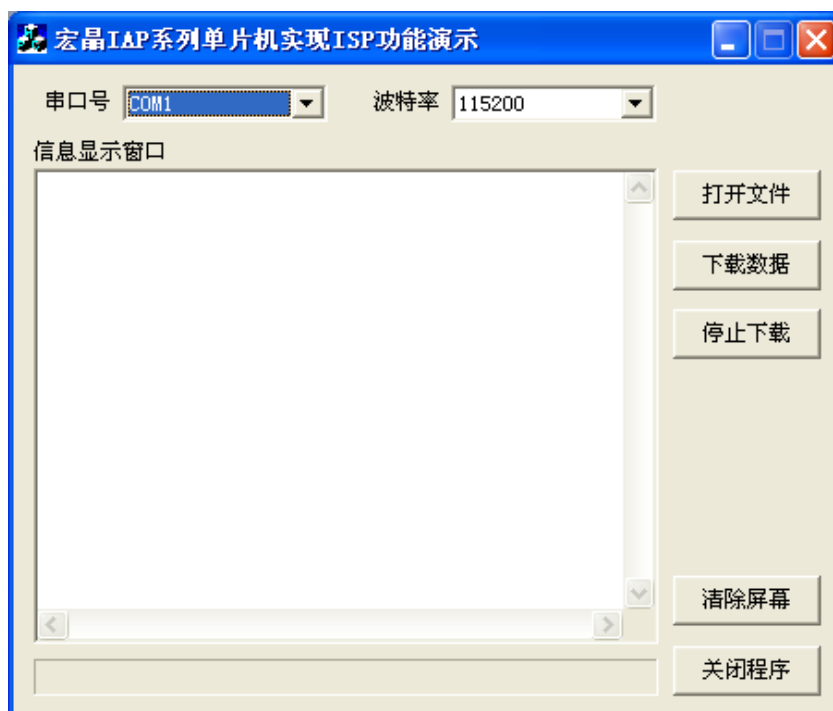 宏晶IAP系列单片机实现ISP功能演示
串口号 COM1 波特率 115200
信息显示窗口
打开文件
下载数据
停止下载
清除屏幕
关闭程序